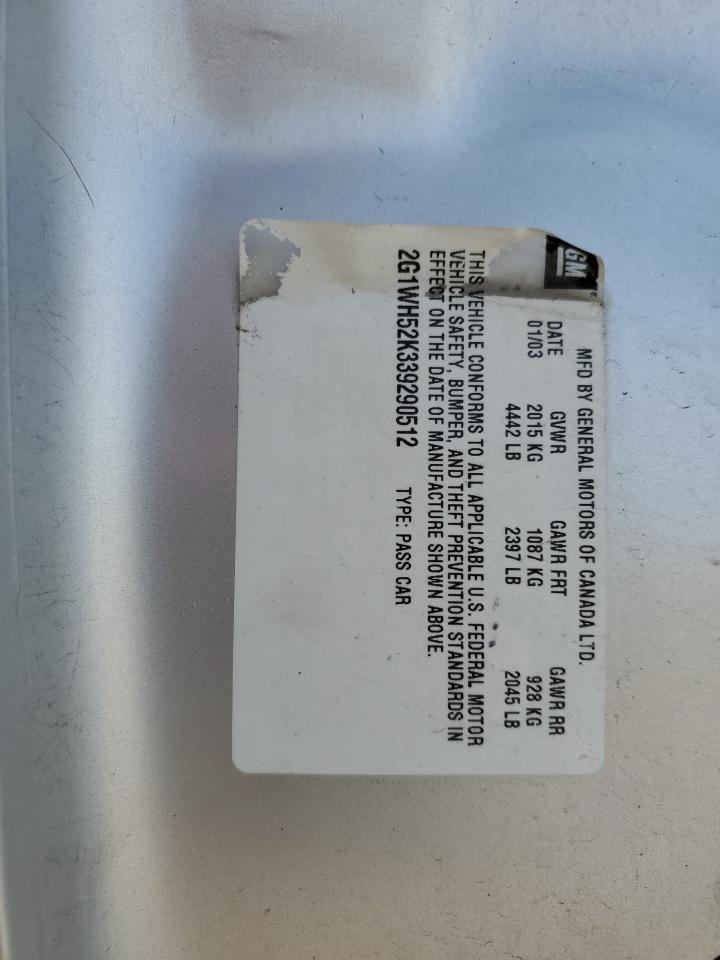 GM
MFD BY GENERAL MOTORS OF CANADA LTD.
DATE GVWR GAWR FRT GAWR RR
01/03 2015 KG 1087 KG 928 KG
4442 LB 2397 LB 2045 LB
THIS VEHICLE CONFORMS TO ALL APPLICABLE U.S. FEDERAL MOTOR
VEHICLE SAFETY, BUMPER, AND THEFT PREVENTION STANDARDS IN
EFFECT ON THE DATE OF MANUFACTURE SHOWN ABOVE.
2G1WH52K339290512 TYPE: PASS CAR